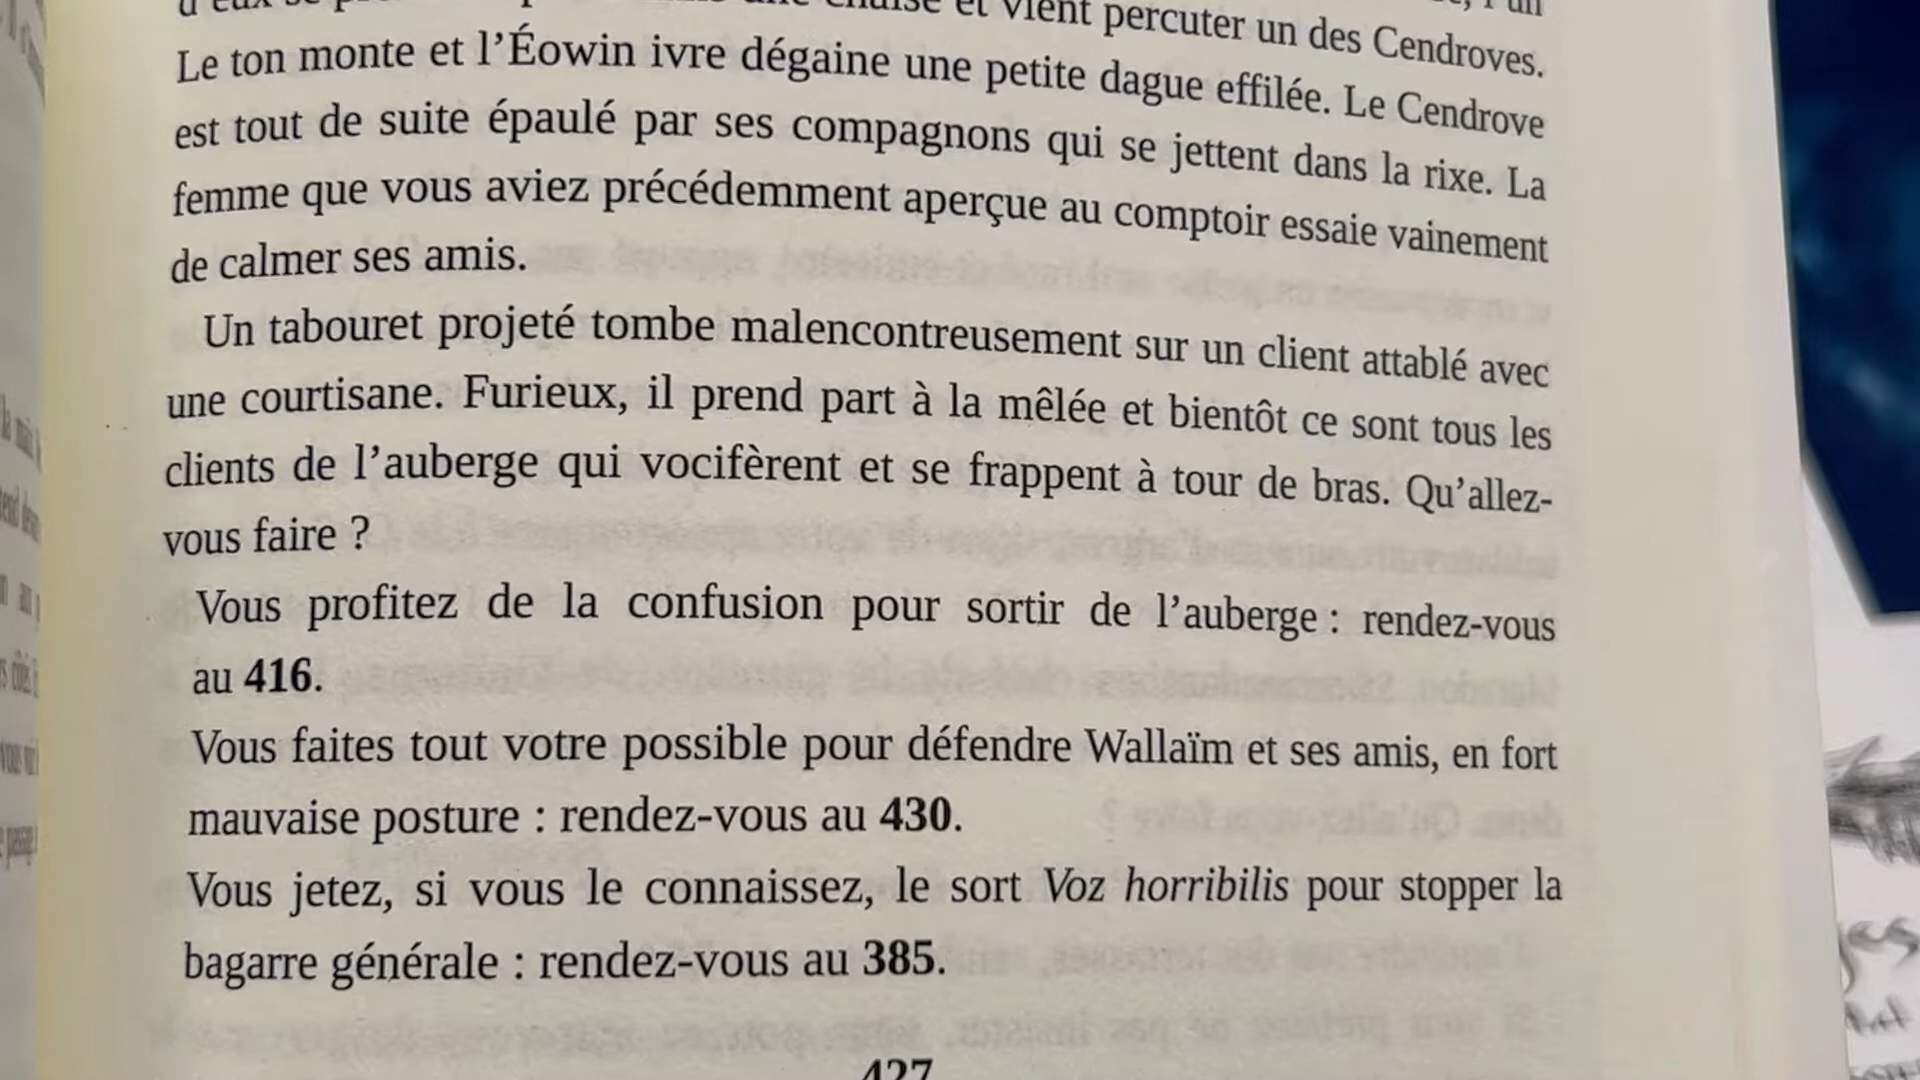 vient percuter un des Cendroves.
Le ton monte et l’Éowin ivre dégaine une petite dague effilée. Le Cendrove
est tout de suite épaulé par ses compagnons qui se jettent dans la rixe. La
femme que vous aviez précédemment aperçue au comptoir essaie vainement
de calmer ses amis.
Un tabouret projeté tombe malencontreusement sur un client attablé avec
une courtisane. Furieux, il prend part à la mêlée et bientôt ce sont tous les
clients de l’auberge qui vocifèrent et se frappent à tour de bras. Qu’allez-
vous faire ?
Vous profitez de la confusion pour sortir de l’auberge : rendez-vous
au 416.
Vous faites tout votre possible pour défendre Wallaïm et ses amis, en fort
mauvaise posture : rendez-vous au 430.
Vous jetez, si vous le connaissez, le sort Voz horribilis pour stopper la
bagarre générale : rendez-vous au 385.
427